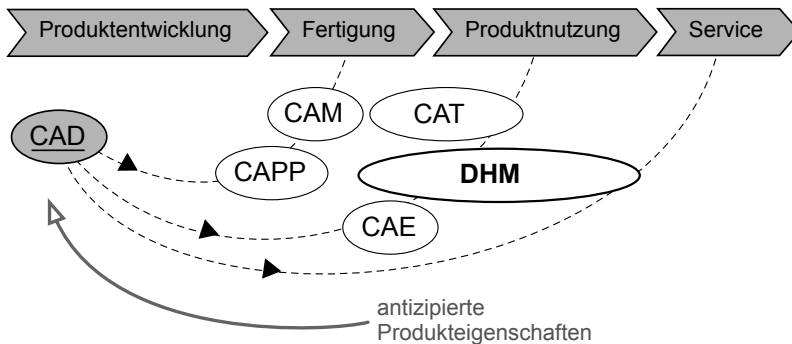 Produktentwicklung
Fertigung
Produktnutzung
Service
CAM
CAT
CAD
CAPP
DHM
CAE
antizipierte
Produkteigenschaften